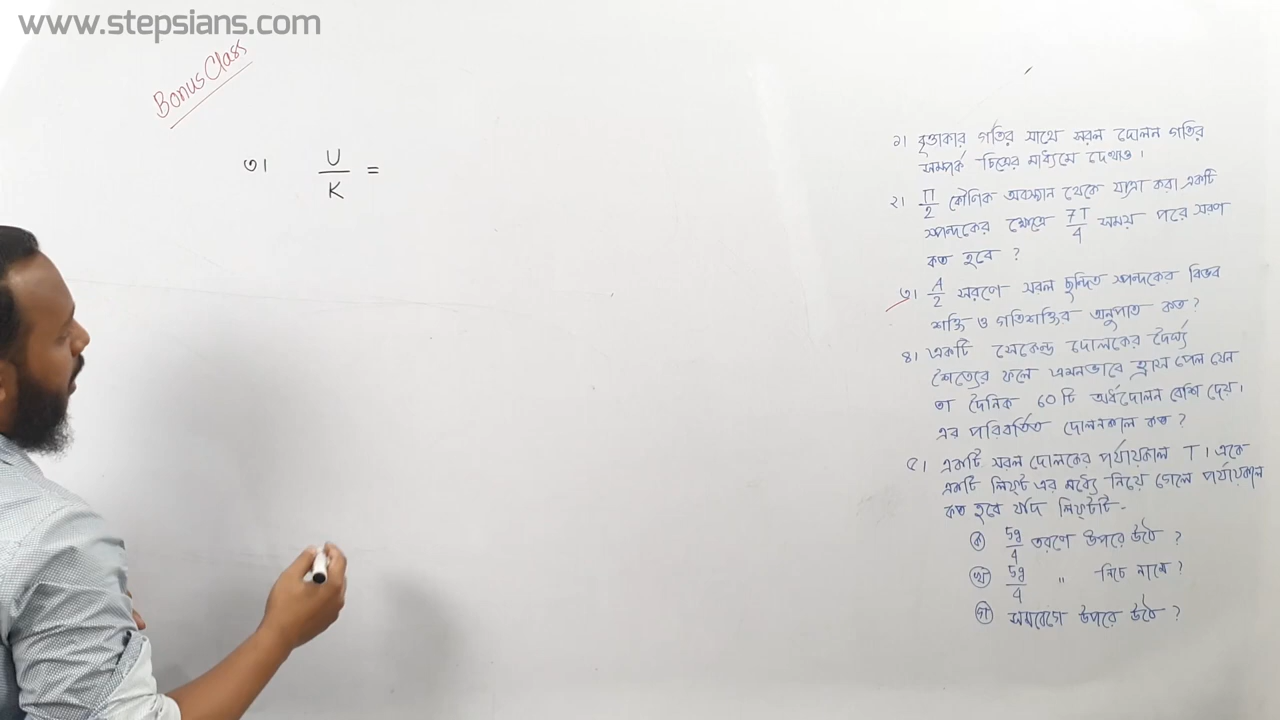 www.stepsians.com
Bonus Class
৩। U/K =
১। বৃত্তাকার গতির সাথে সরল দোলন গতির
সম্পর্ক চিত্রের মাধ্যমে দেখাও।
২। π/2 কৌণিক অবস্থান থেকে যাত্রা করা একটি
স্পন্দকের ক্ষেত্রে 7T/4 সময় পরে সরণ
কত হবে ?
৩। A/2 সরণে সরল ছন্দিত স্পন্দকের বিভব
শক্তি ও গতিশক্তির অনুপাত কত?
৪। একটি সেকেন্ড দোলকের দৈর্ঘ্য
শৈত্যের ফলে এমনভাবে হ্রাস পেল যেন
তা দৈনিক 60 টি অর্ধদোলন বেশি দেয়।
এর পরিবর্তিত দোলনকাল কত ?
৫। একটি সরল দোলকের পর্যায়কাল T। একে
একটি লিফ্ট এর মধ্যে নিয়ে গেলে পর্যায়কাল
কত হবে যদি লিফ্টটি-
ক 5g/4 ত্বরণে উপরে উঠে ?
খ 5g/4 " নিচে নামে ?
গ সমবেগে উপরে উঠে ?